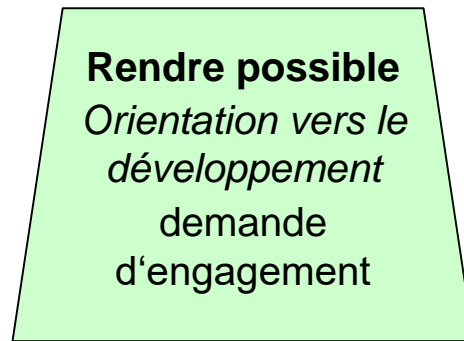 Rendre possible
Orientation vers le
développement
demande
d‘engagement